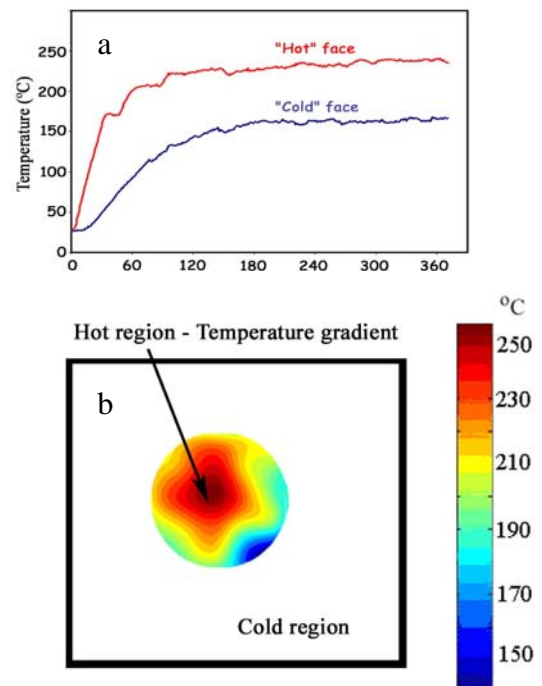 a
250
200
150
100
50
0
Temperature (°C)
"Hot" face
"Cold" face
0 60 120 180 240 300 360
°C
Hot region - Temperature gradient
b
Cold region
250
230
210
190
170
150